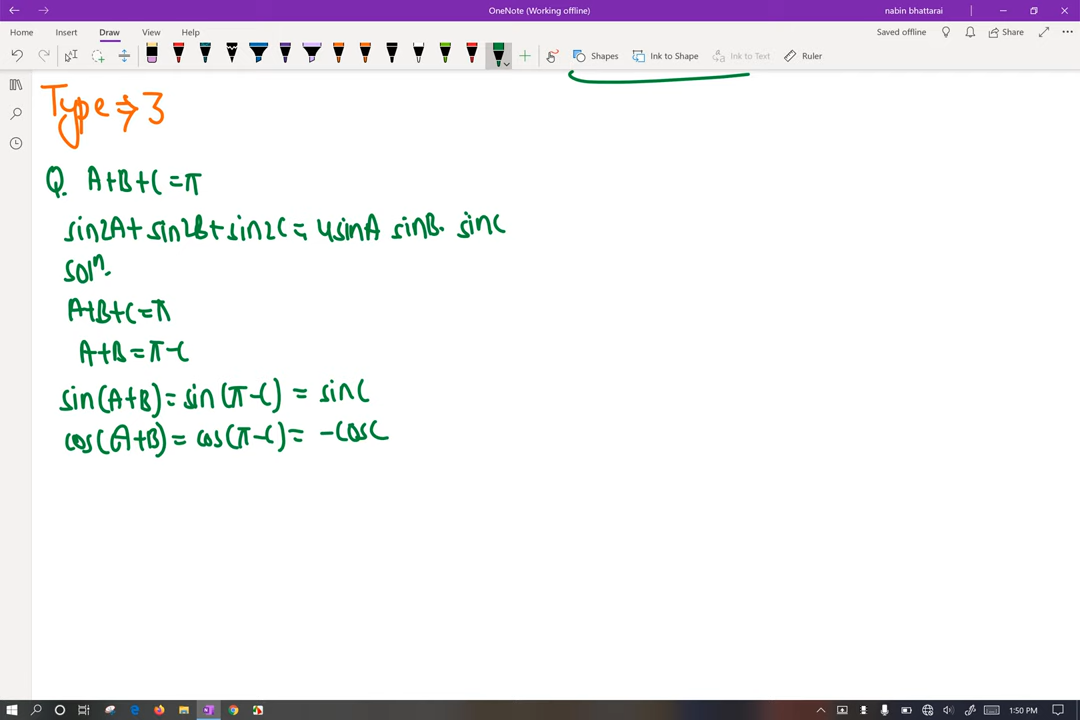 OneNote (Working offline)
nabin bhattarai
Home Insert Draw View Help
Saved offline
Share
Shapes
Ink to Shape
Ink to Text
Ruler
Type ⇒ 3
Q. A+B+C=π
sin2A+sin2B+sin2C = 4sinA sinB. sinC
solⁿ.
A+B+C=π
A+B=π-C
sin(A+B)=sin(π-C) = sinC
cos(A+B)=cos(π-C)= -cosC
1:50 PM